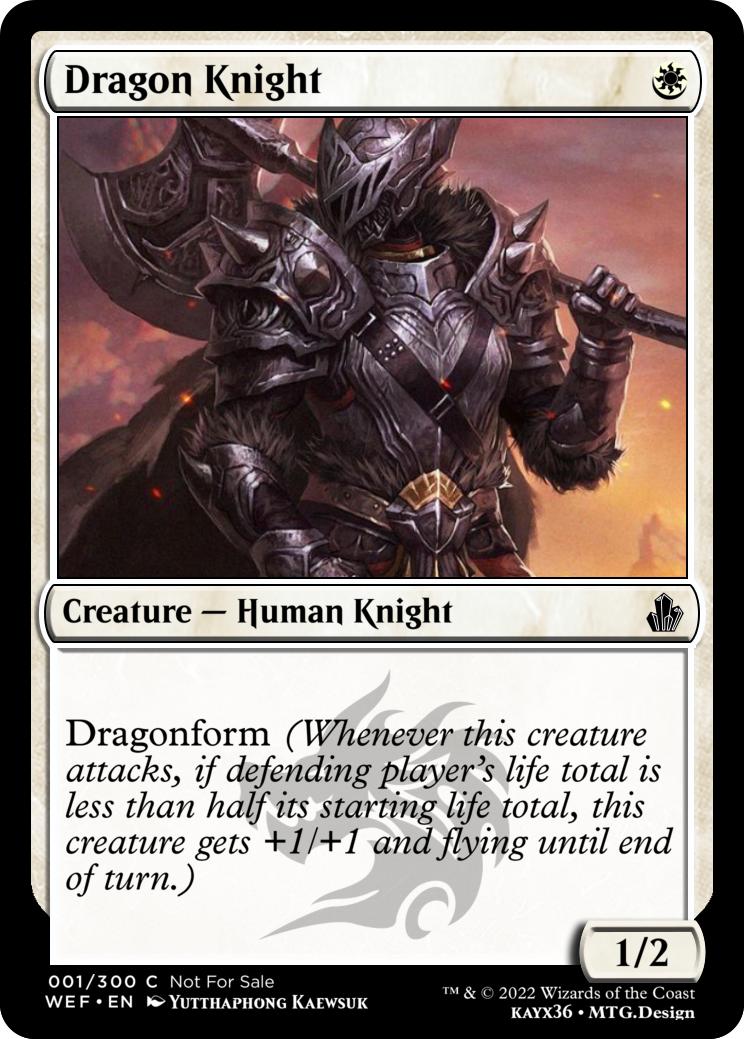 Dragon Knight
Creature — Human Knight
Dragonform (Whenever this creature
attacks, if defending player's life total is
less than half its starting life total, this
creature gets +1/+1 and flying until end
of turn.)
1/2
001/300 C Not For Sale
WEF • EN Yutthaphong Kaewsuk
™ & © 2022 Wizards of the Coast
KAYX36 • MTG.Design